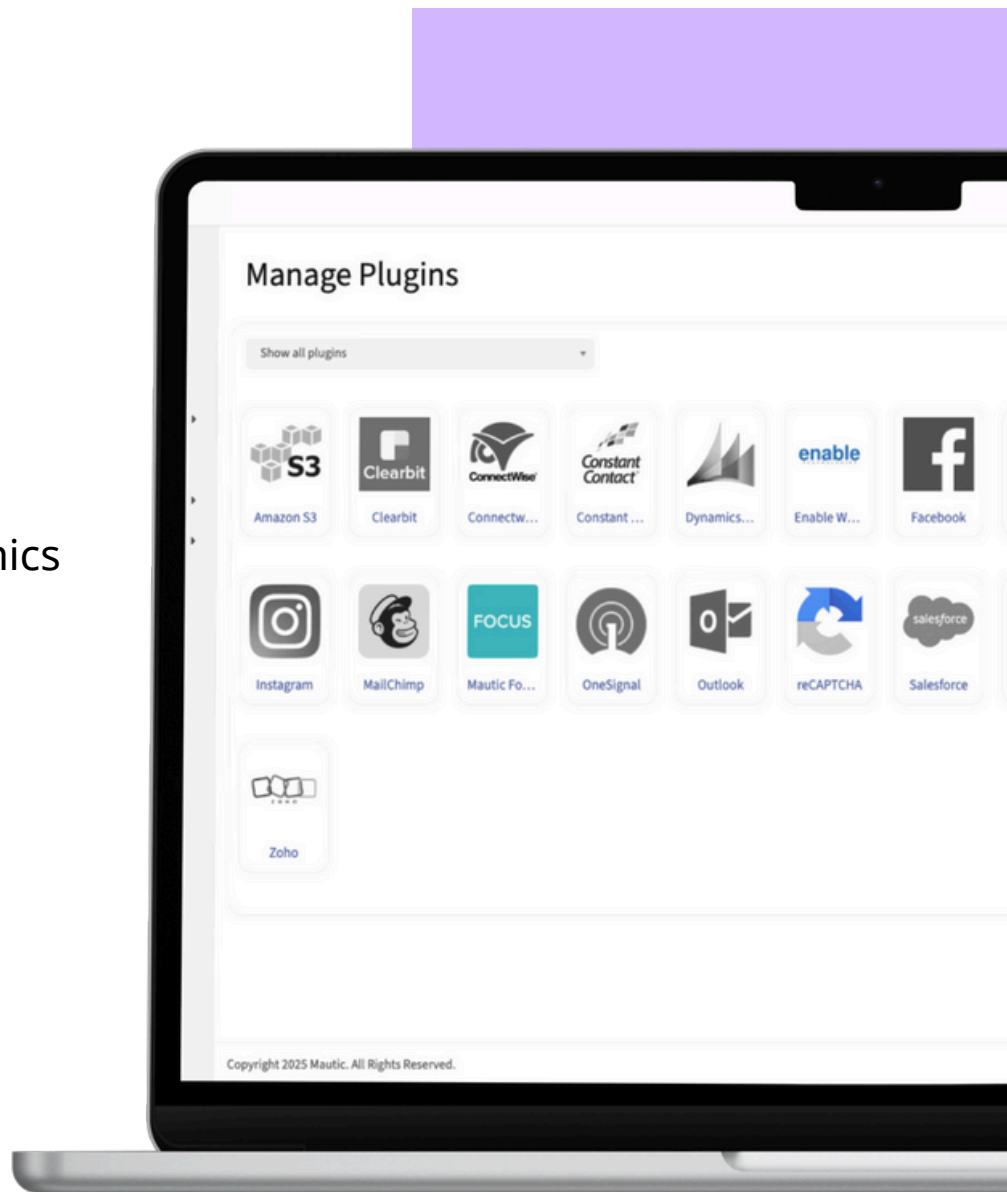 Manage Plugins
Show all plugins
S3
Clearbit
ConnectWise
Constant
Contact
enable
Amazon S3
Clearbit
Connectw...
Constant ...
Dynamics...
Enable W...
Facebook
nics
FOCUS
salesforce
Instagram
MailChimp
Mautic Fo...
OneSignal
Outlook
reCAPTCHA
Salesforce
ZOHO
Zoho
Copyright 2025 Mautic. All Rights Reserved.